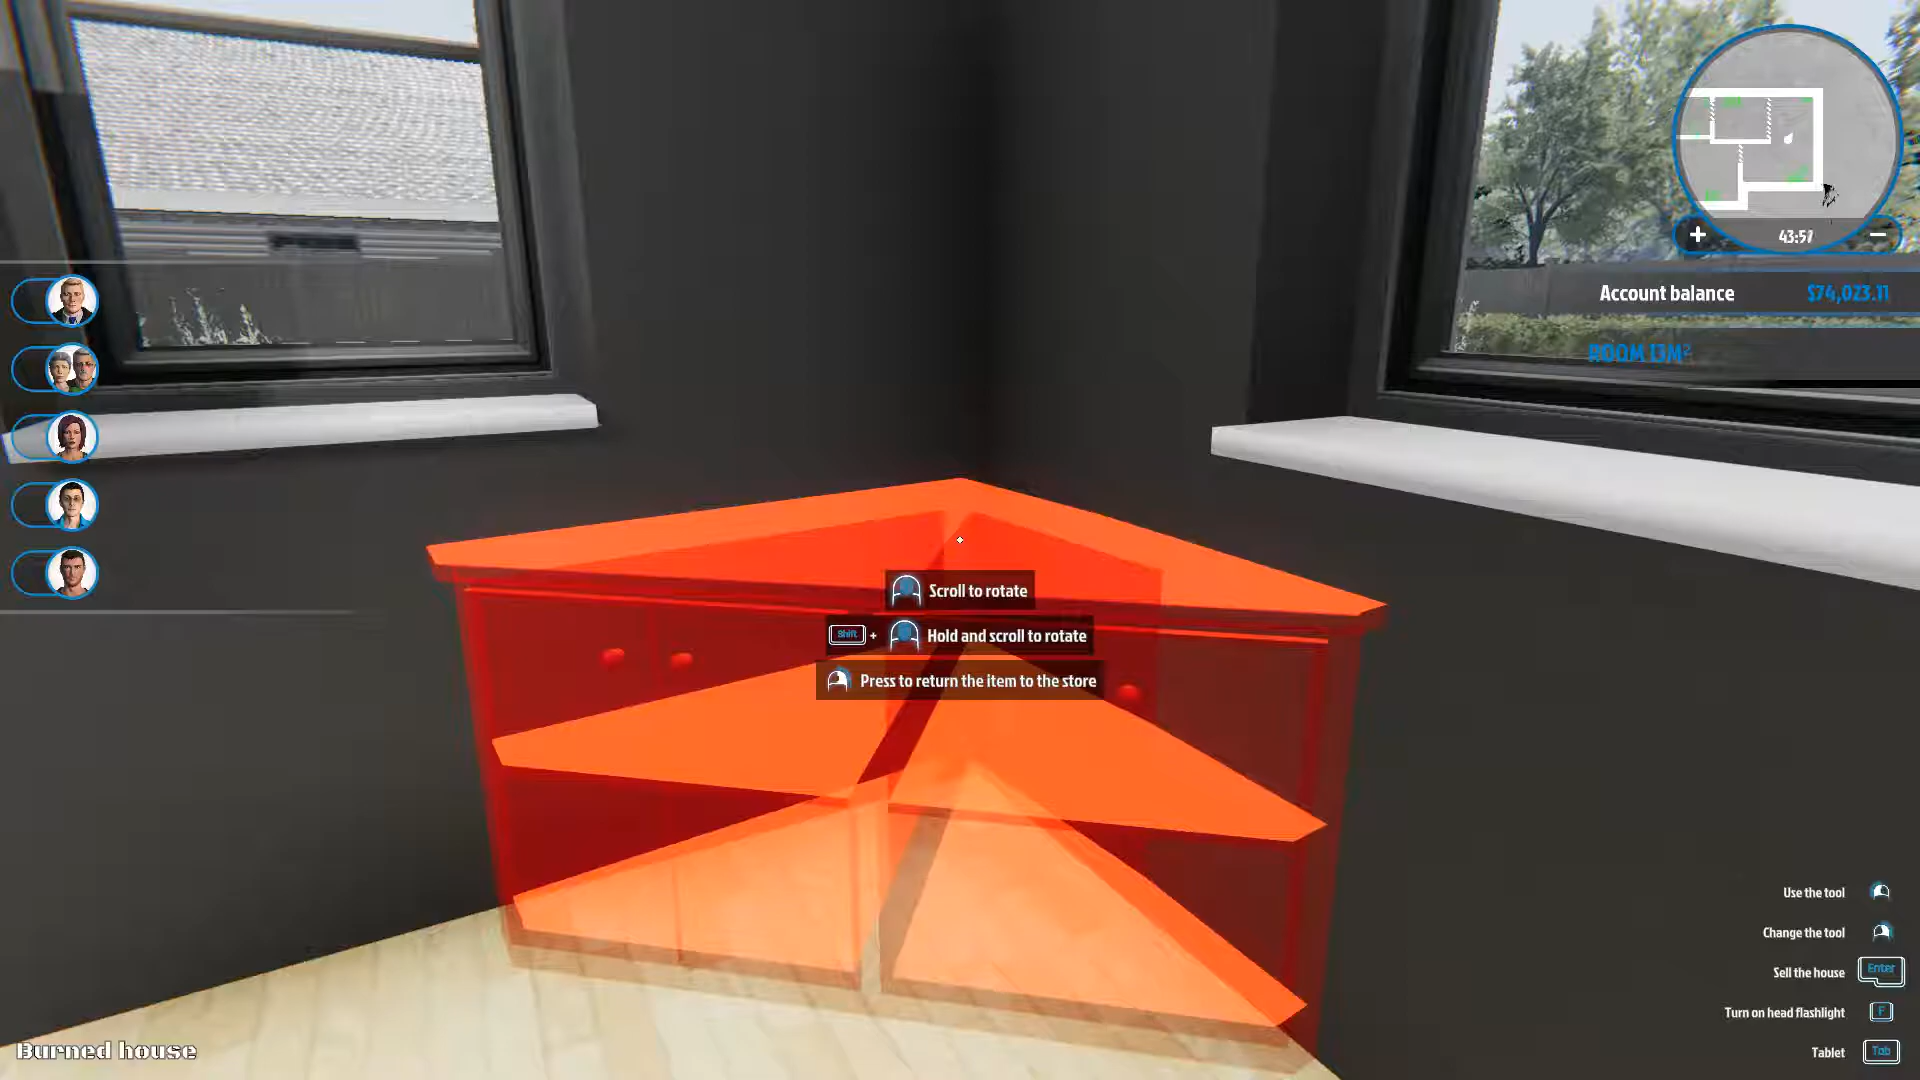 43:57
Account balance $74,023.11
ROOM 13M²
Scroll to rotate
Shift + Hold and scroll to rotate
Press to return the item to the store
Use the tool
Change the tool
Sell the house Enter
Turn on head flashlight F
Tablet Tab
Burned house